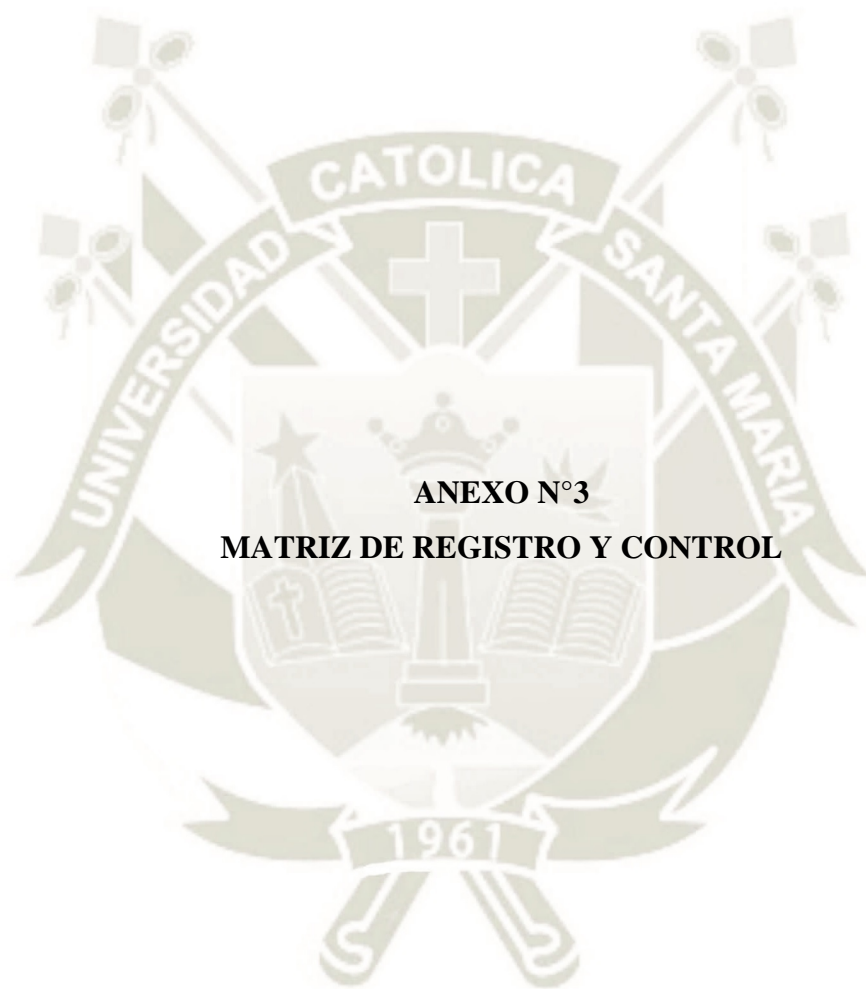 CATOLICA
UNIVERSIDAD
SANTA MARIA
ANEXO N°3
MATRIZ DE REGISTRO Y CONTROL
1961